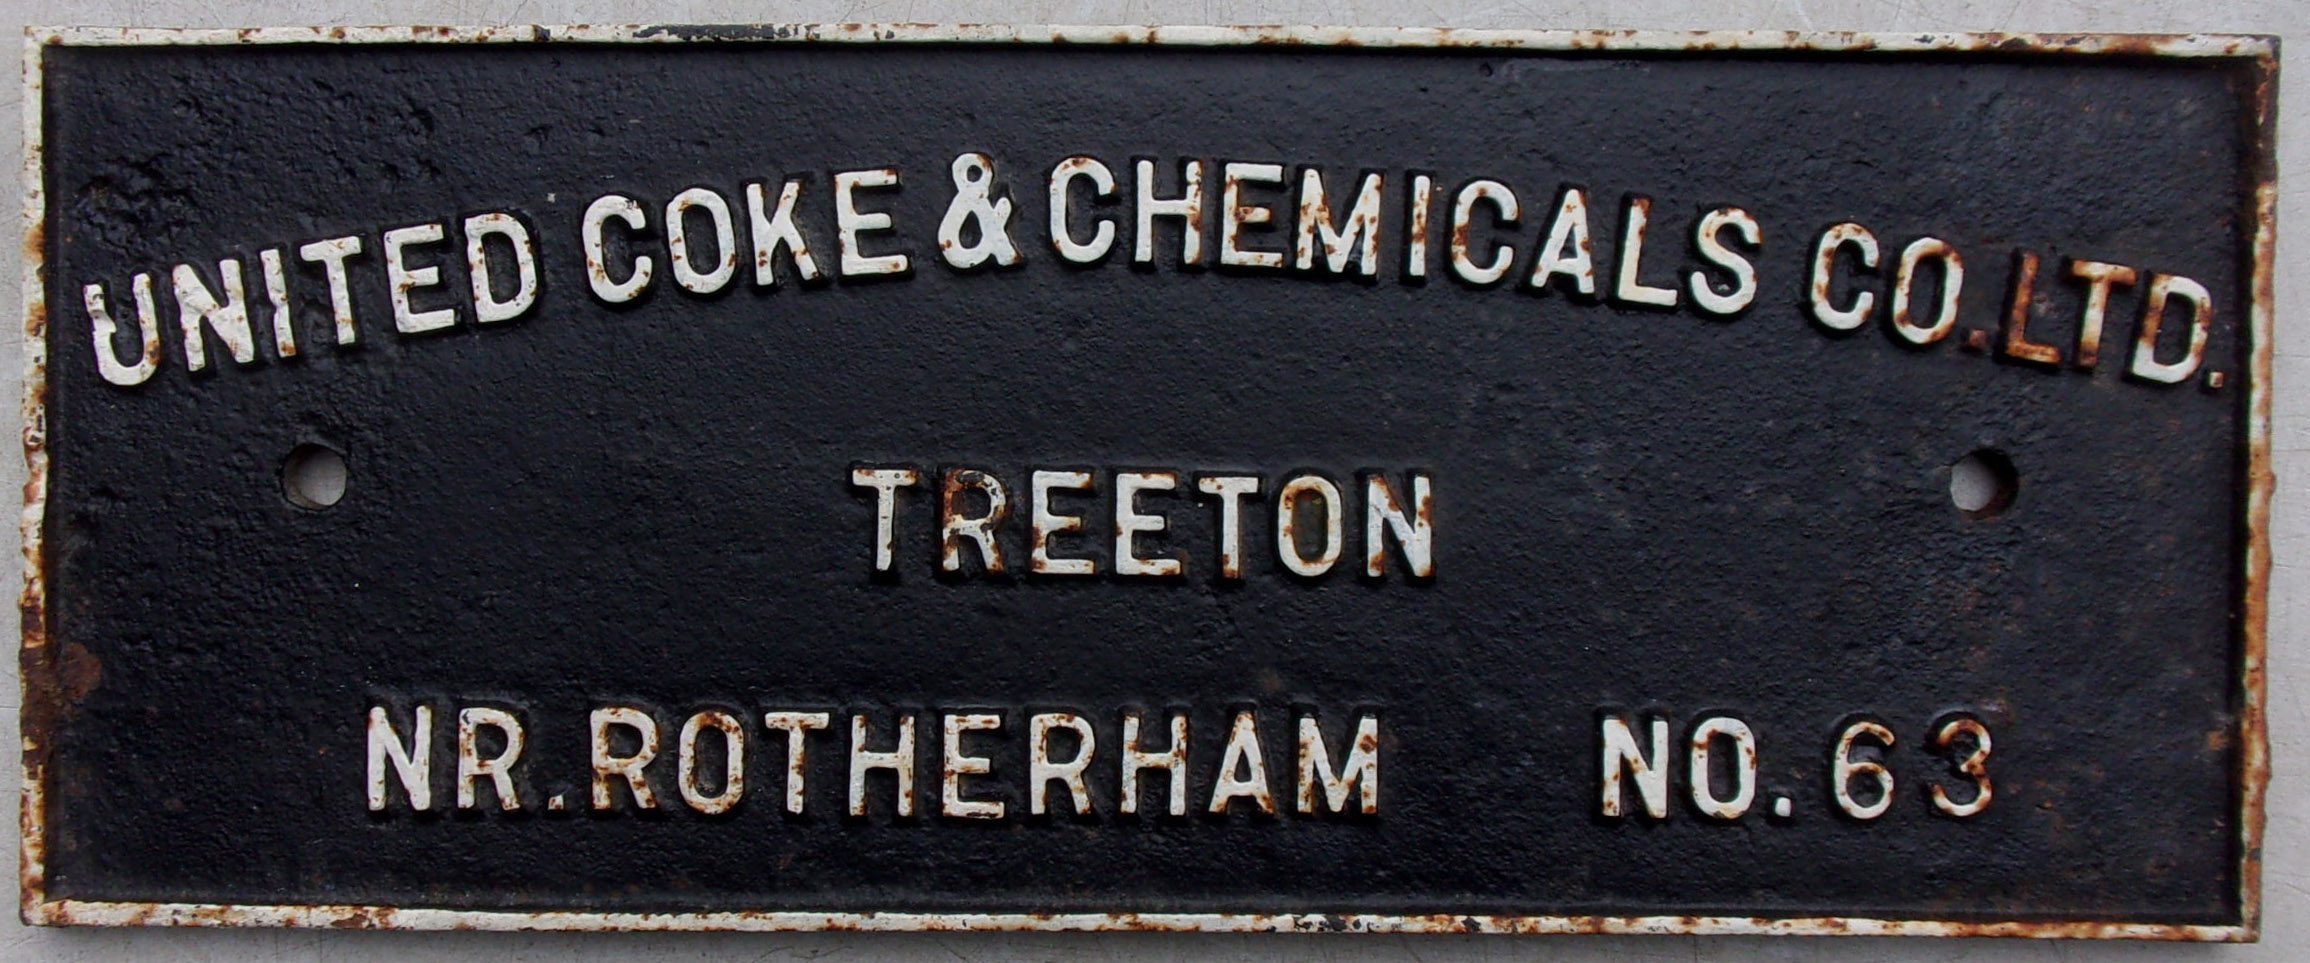 UNITED COKE & CHEMICALS CO. LTD.
TREETON
NR. ROTHERHAM NO. 63